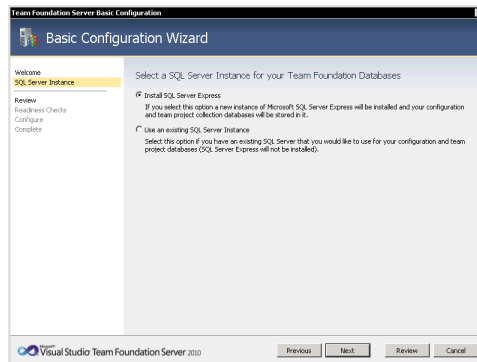 Team Foundation Server Basic Configuration
Basic Configuration Wizard
Welcome
SQL Server Instance
Review
Readiness Checks
Configure
Complete
Select a SQL Server Instance for your Team Foundation Databases
Install SQL Server Express
If you select this option a new instance of Microsoft SQL Server Express will be installed and your configuration
and team project collection databases will be stored in it.
Use an existing SQL Server Instance
Select this option if you have an existing SQL Server that you would like to use for your configuration and team
project databases (SQL Server Express will not be installed).
Microsoft
Visual Studio Team Foundation Server 2010
Previous
Next
Review
Cancel